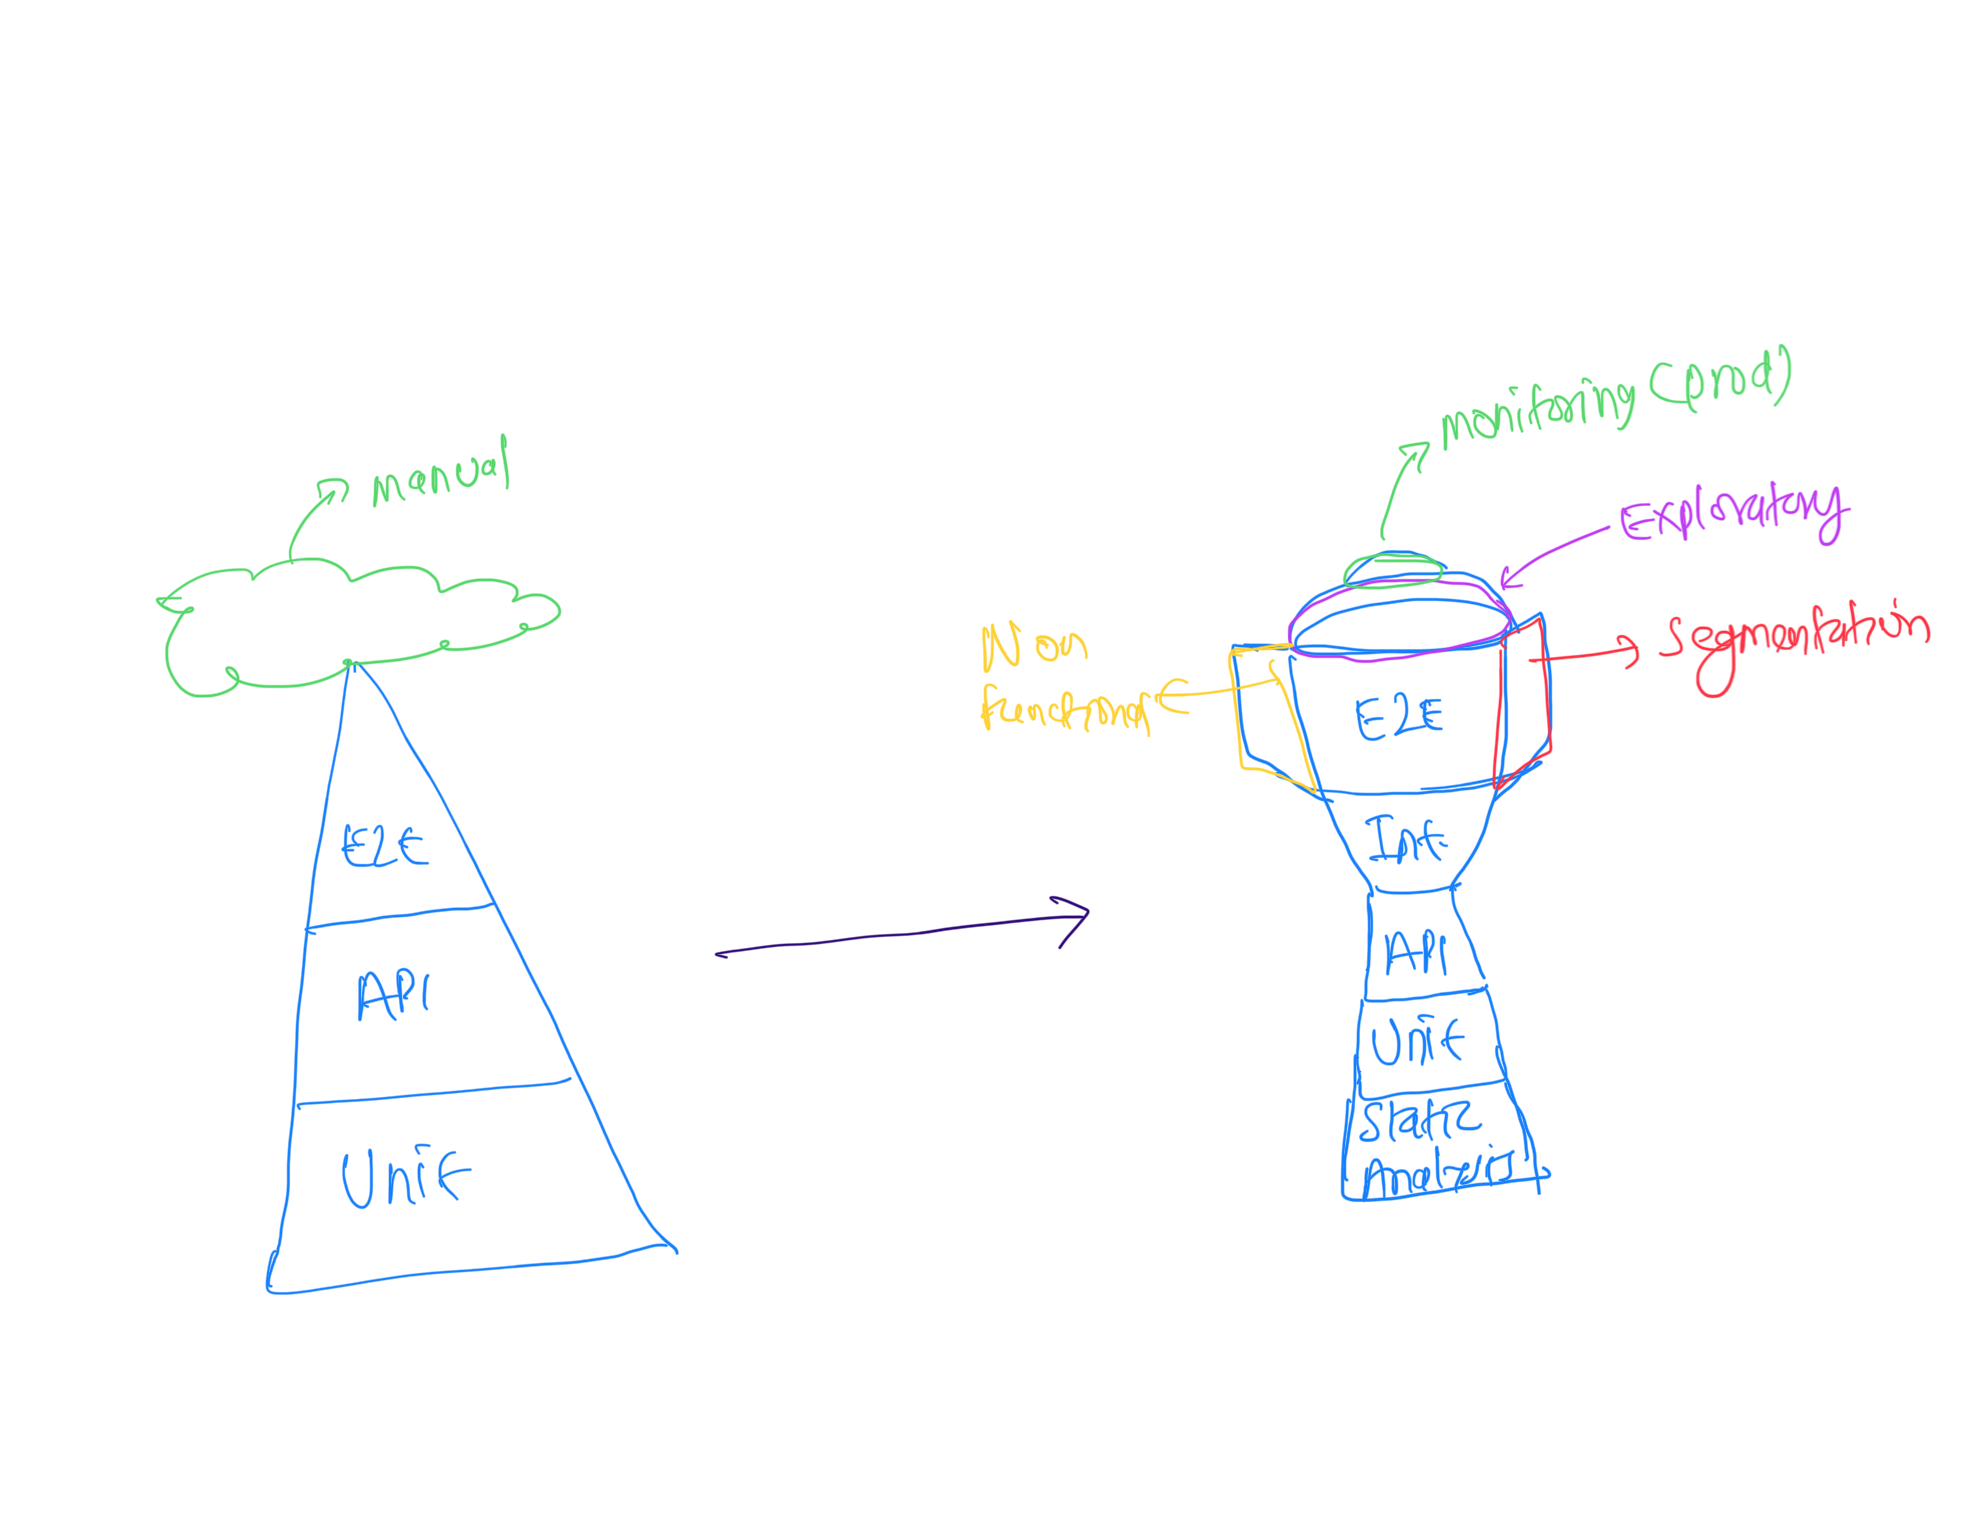 manual
E2E
API
Unit
monitoring (prod)
Exploratory
Segmentation
Non
functional
E2E
Int
API
Unit
Static
Analysis